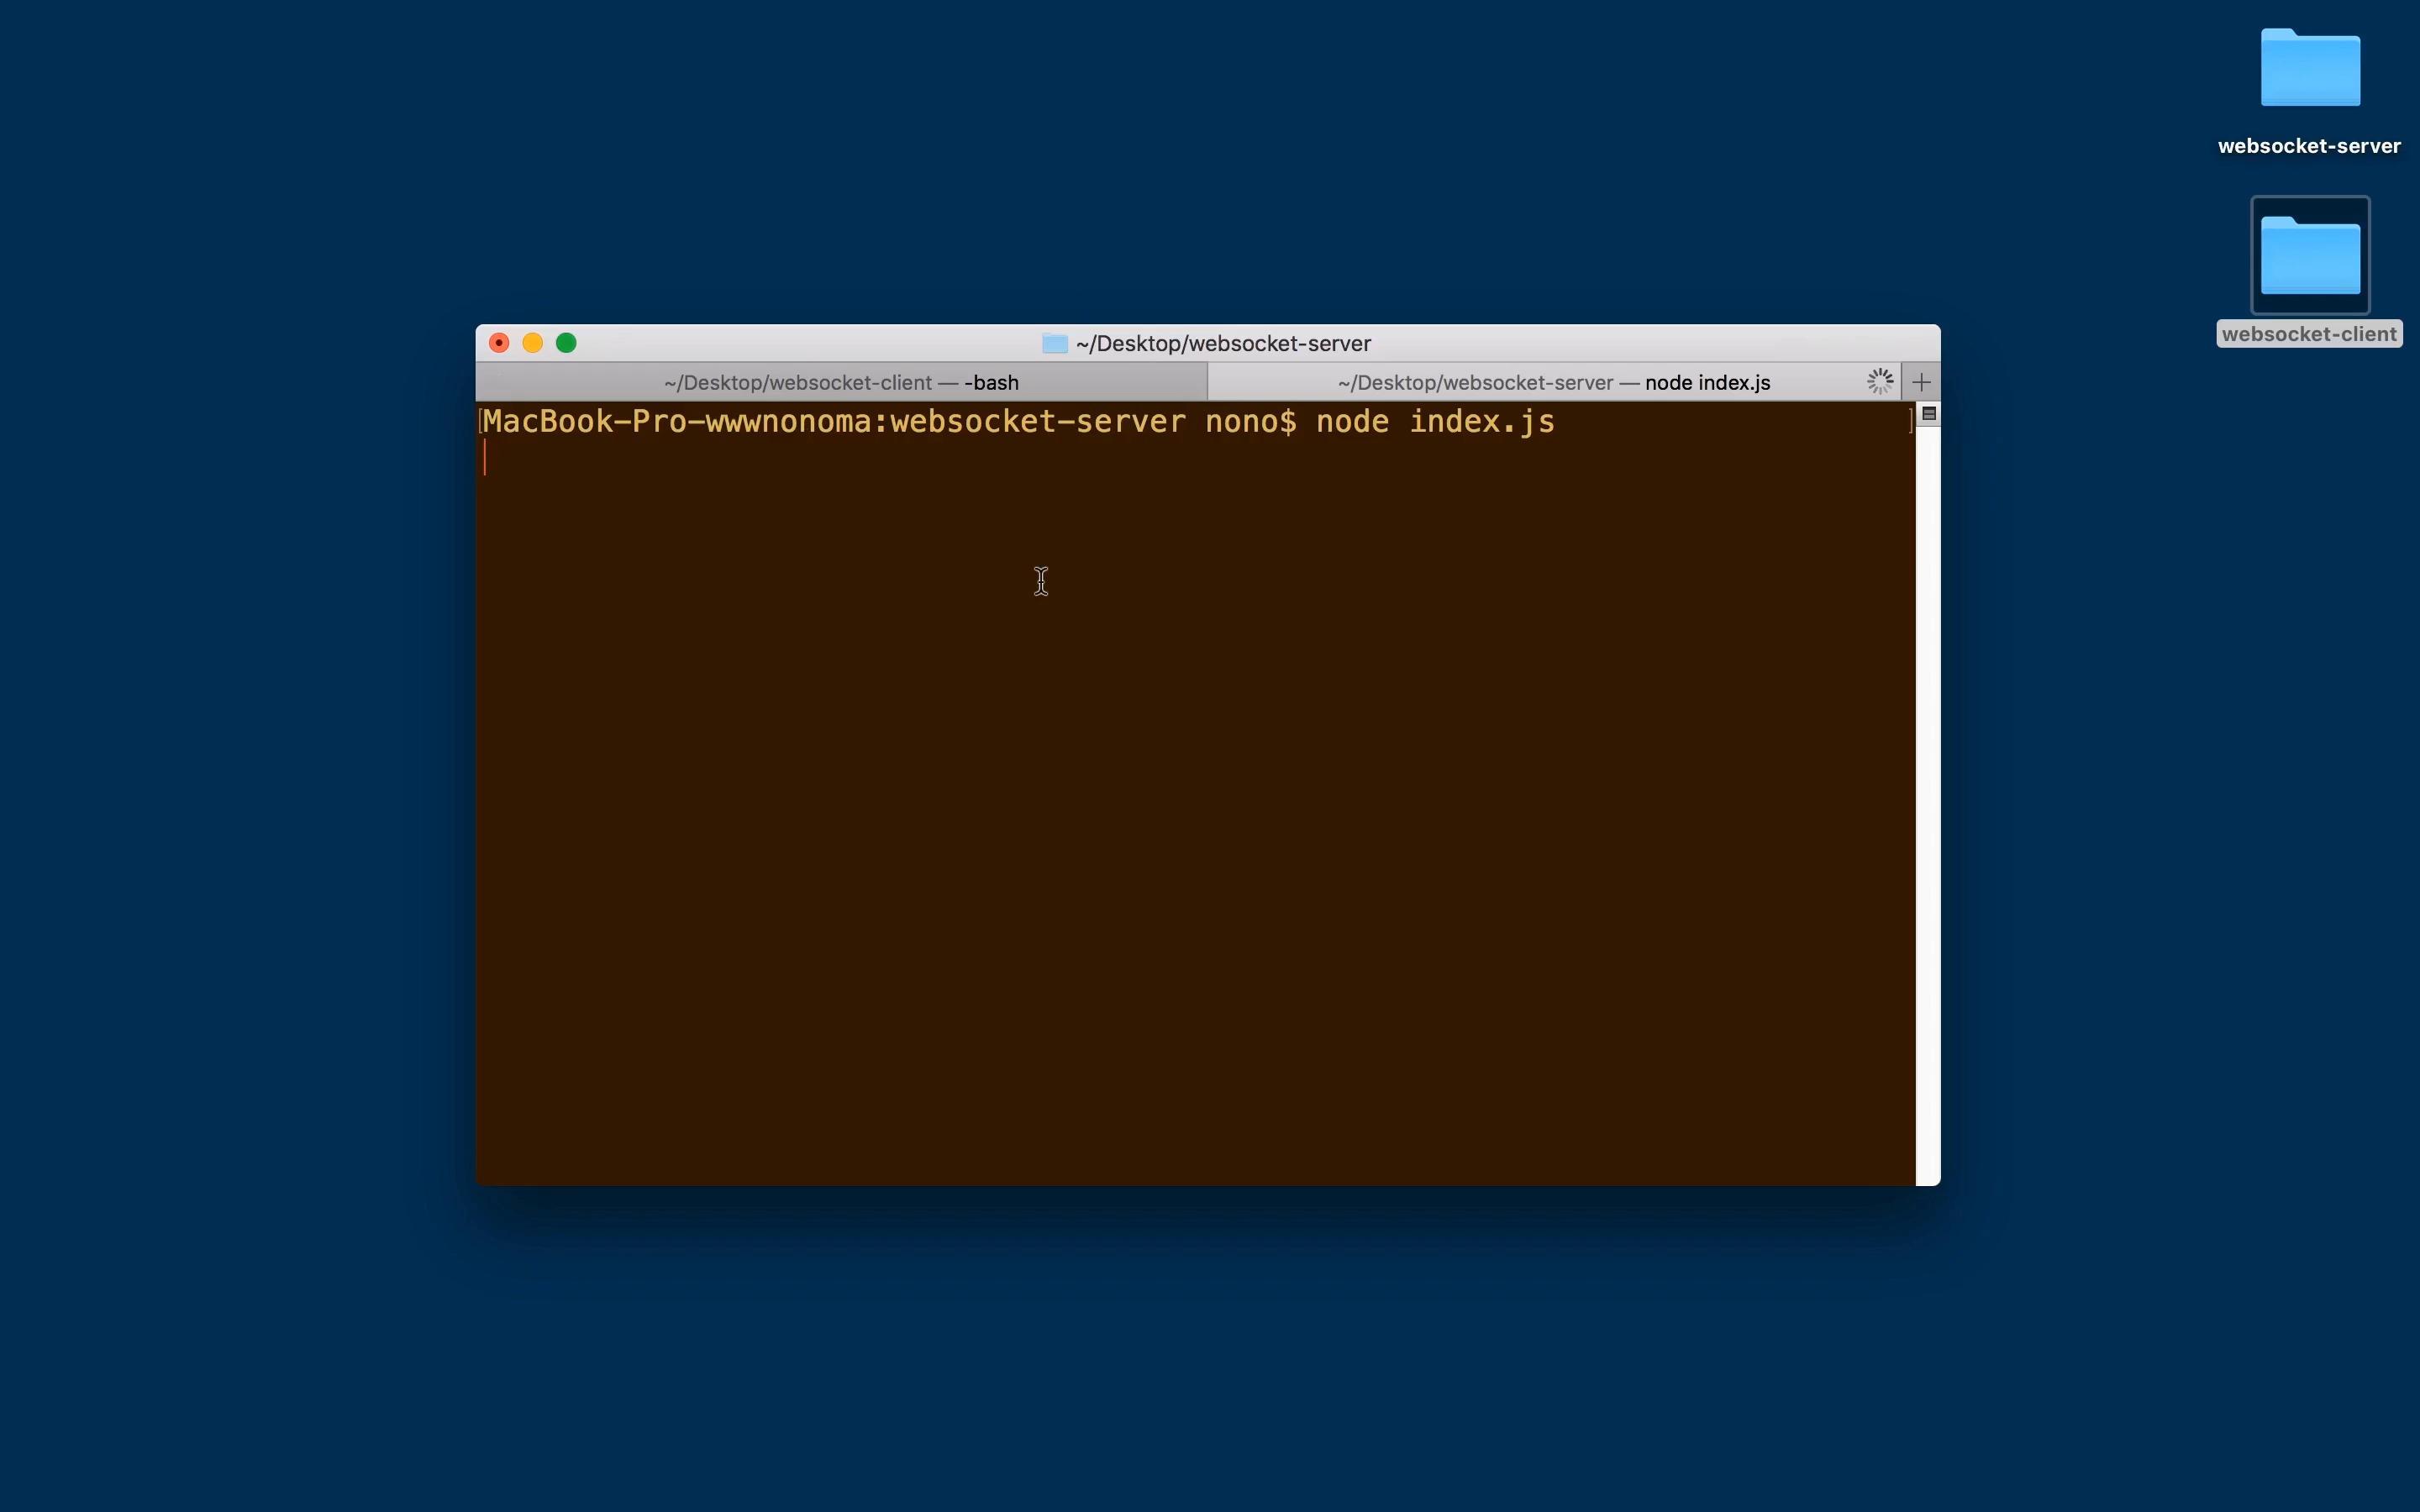 websocket-server
websocket-client
~/Desktop/websocket-server
~/Desktop/websocket-client — -bash
~/Desktop/websocket-server — node index.js
[MacBook-Pro-wwwnonoma:websocket-server nono$ node index.js ]